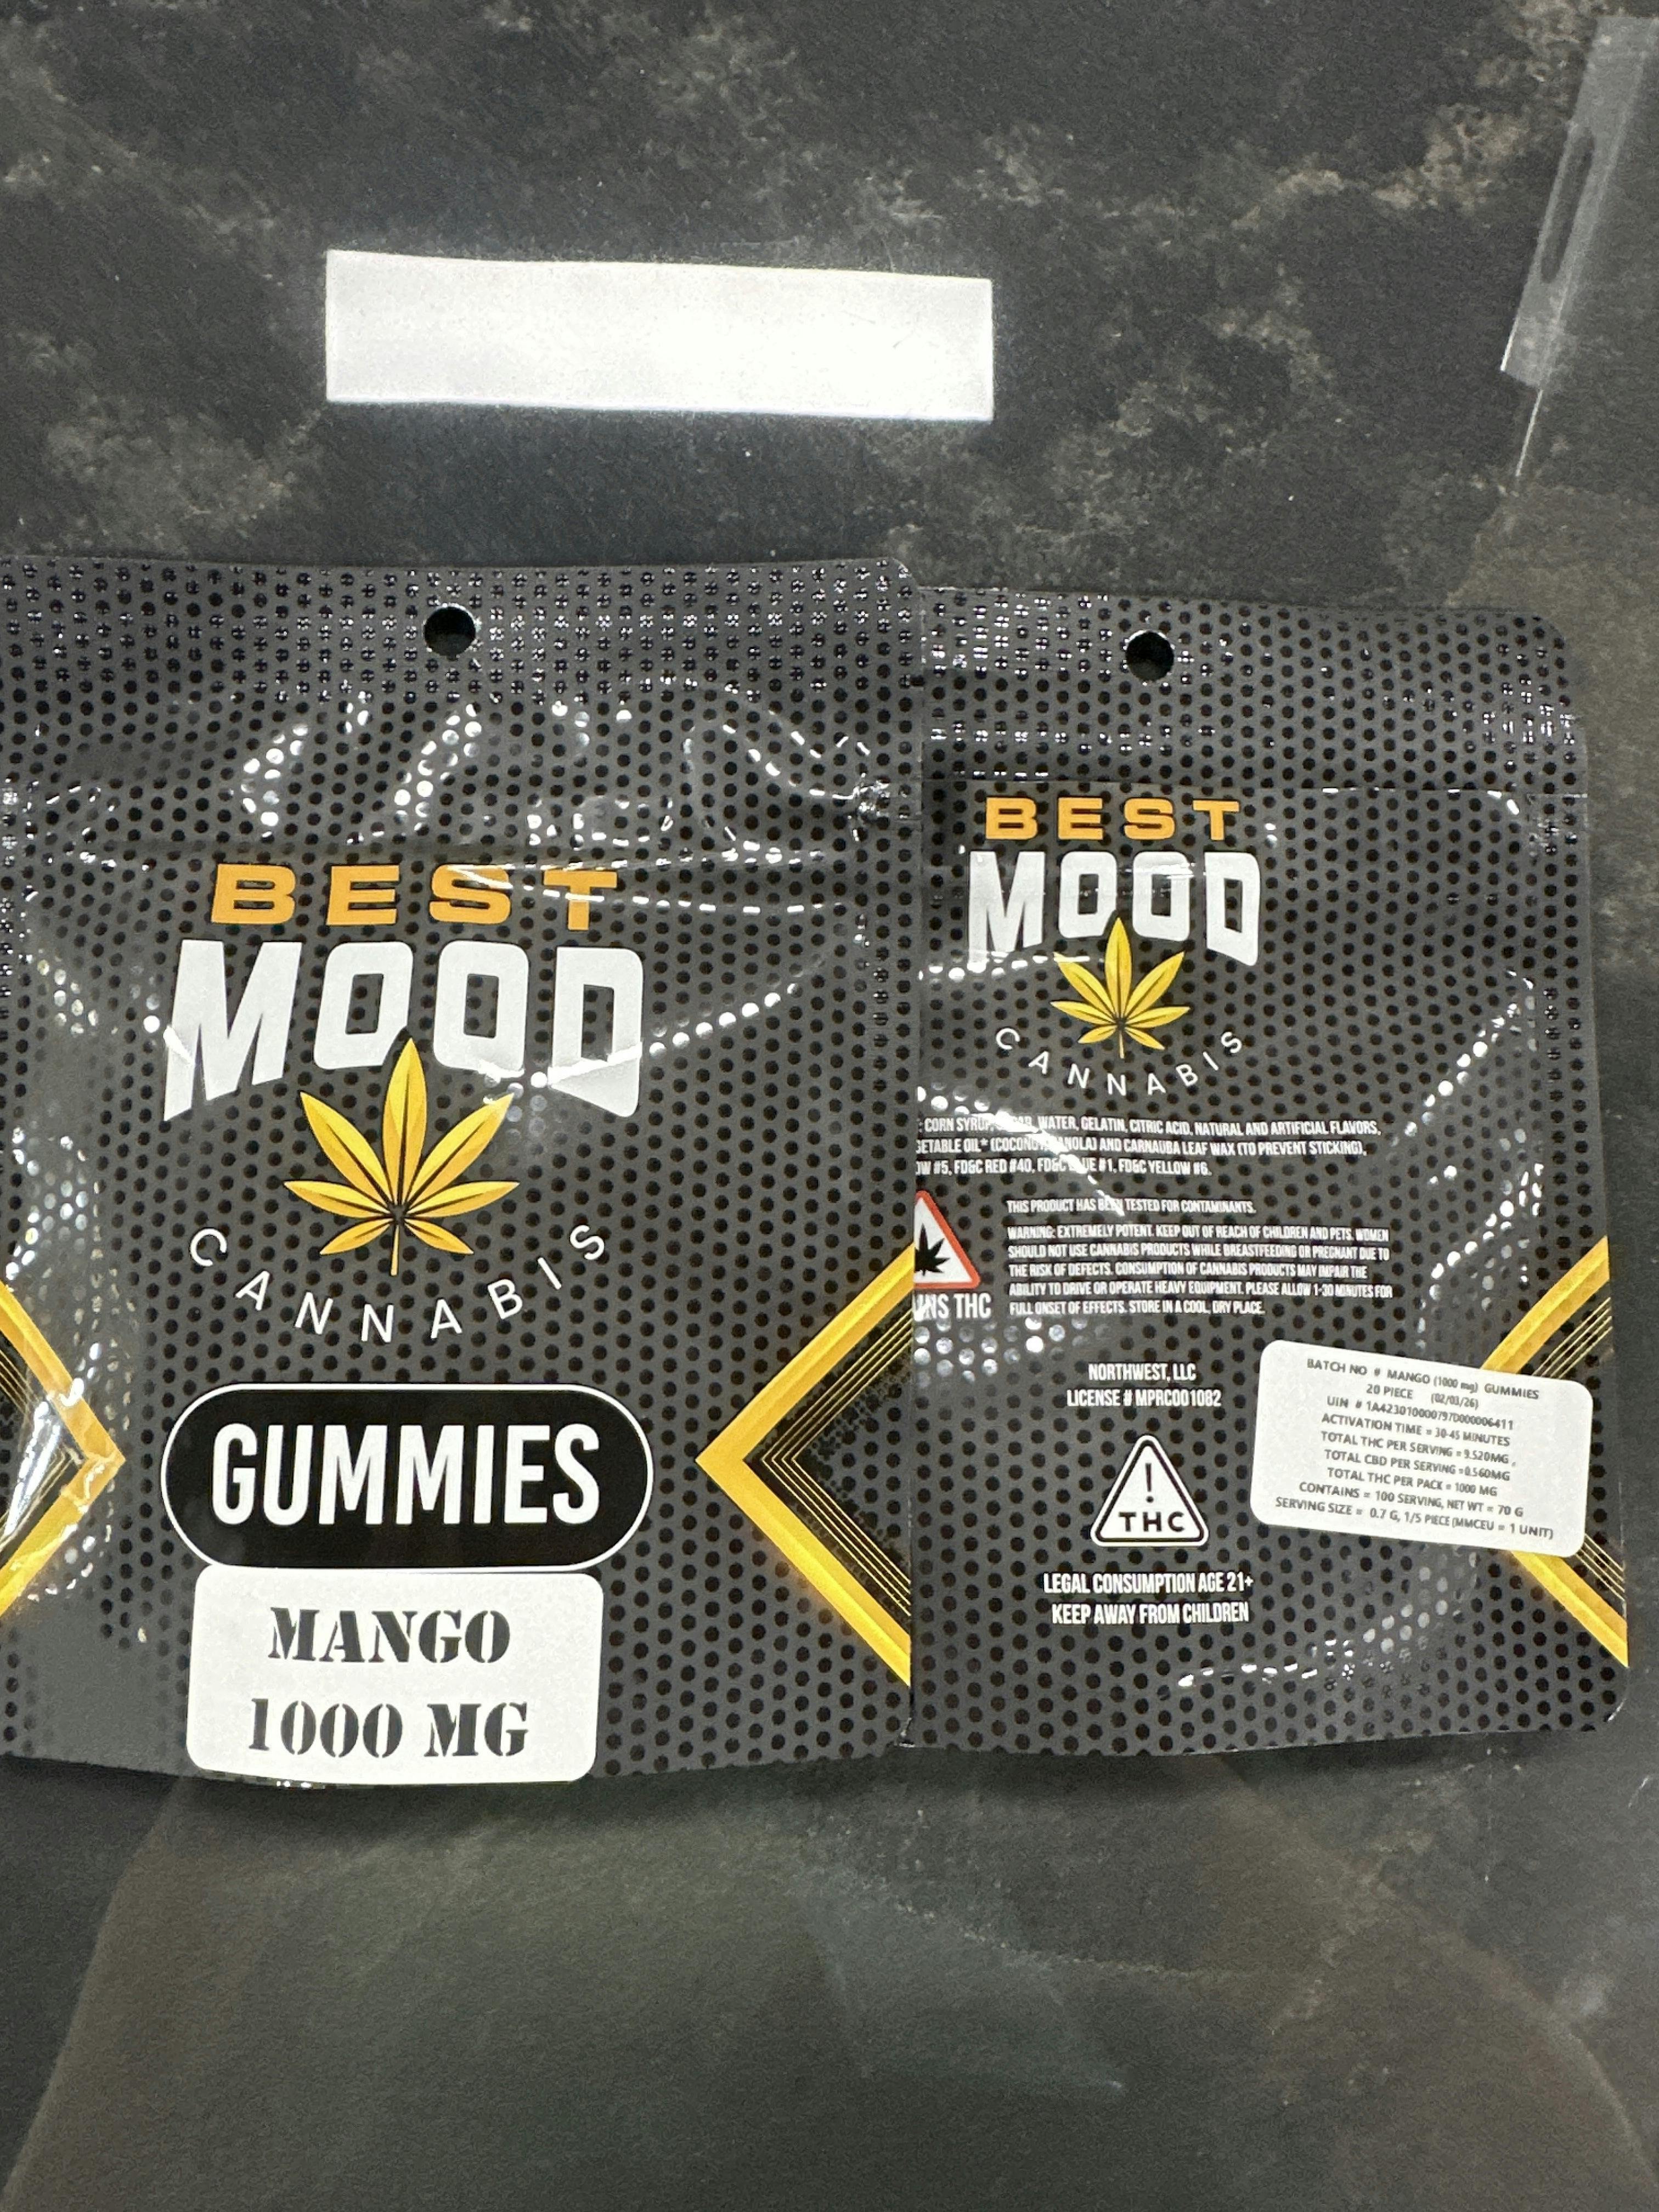 BEST
MOOD
CANNABIS
GUMMIES
MANGO
1000 MG
BEST
MOOD
CANNABIS
CORN SYRUP, WATER, GELATIN, CITRIC ACID, NATURAL AND ARTIFICIAL FLAVORS,
ETABLE OIL* (COCONUT, CANOLA) AND CARNAUBA LEAF WAX (TO PREVENT STICKING),
OW #5, FD&C RED #40, FD&C BLUE #1, FD&C YELLOW #6.
THIS PRODUCT HAS BEEN TESTED FOR CONTAMINANTS.
WARNING: EXTREMELY POTENT. KEEP OUT OF REACH OF CHILDREN AND PETS. WOMEN
SHOULD NOT USE CANNABIS PRODUCTS WHILE BREASTFEEDING OR PREGNANT DUE TO
THE RISK OF DEFECTS. CONSUMPTION OF CANNABIS PRODUCTS MAY IMPAIR THE
ABILITY TO DRIVE OR OPERATE HEAVY EQUIPMENT. PLEASE ALLOW 1-30 MINUTES FOR
FULL ONSET OF EFFECTS. STORE IN A COOL, DRY PLACE.
INS THC
NORTHWEST, LLC
LICENSE # MPRC001082
!
THC
LEGAL CONSUMPTION AGE 21+
KEEP AWAY FROM CHILDREN
BATCH NO # MANGO (1000 mg) GUMMIES
20 PIECE (02/03/26)
UIN # 1A42301000797D000006411
ACTIVATION TIME = 30-45 MINUTES
TOTAL THC PER SERVING = 9.520MG
TOTAL CBD PER SERVING =0.560MG
TOTAL THC PER PACK = 1000 MG
CONTAINS = 100 SERVING, NET WT = 70 G
SERVING SIZE = 0.7 G, 1/5 PIECE (MMCEU = 1 UNIT)